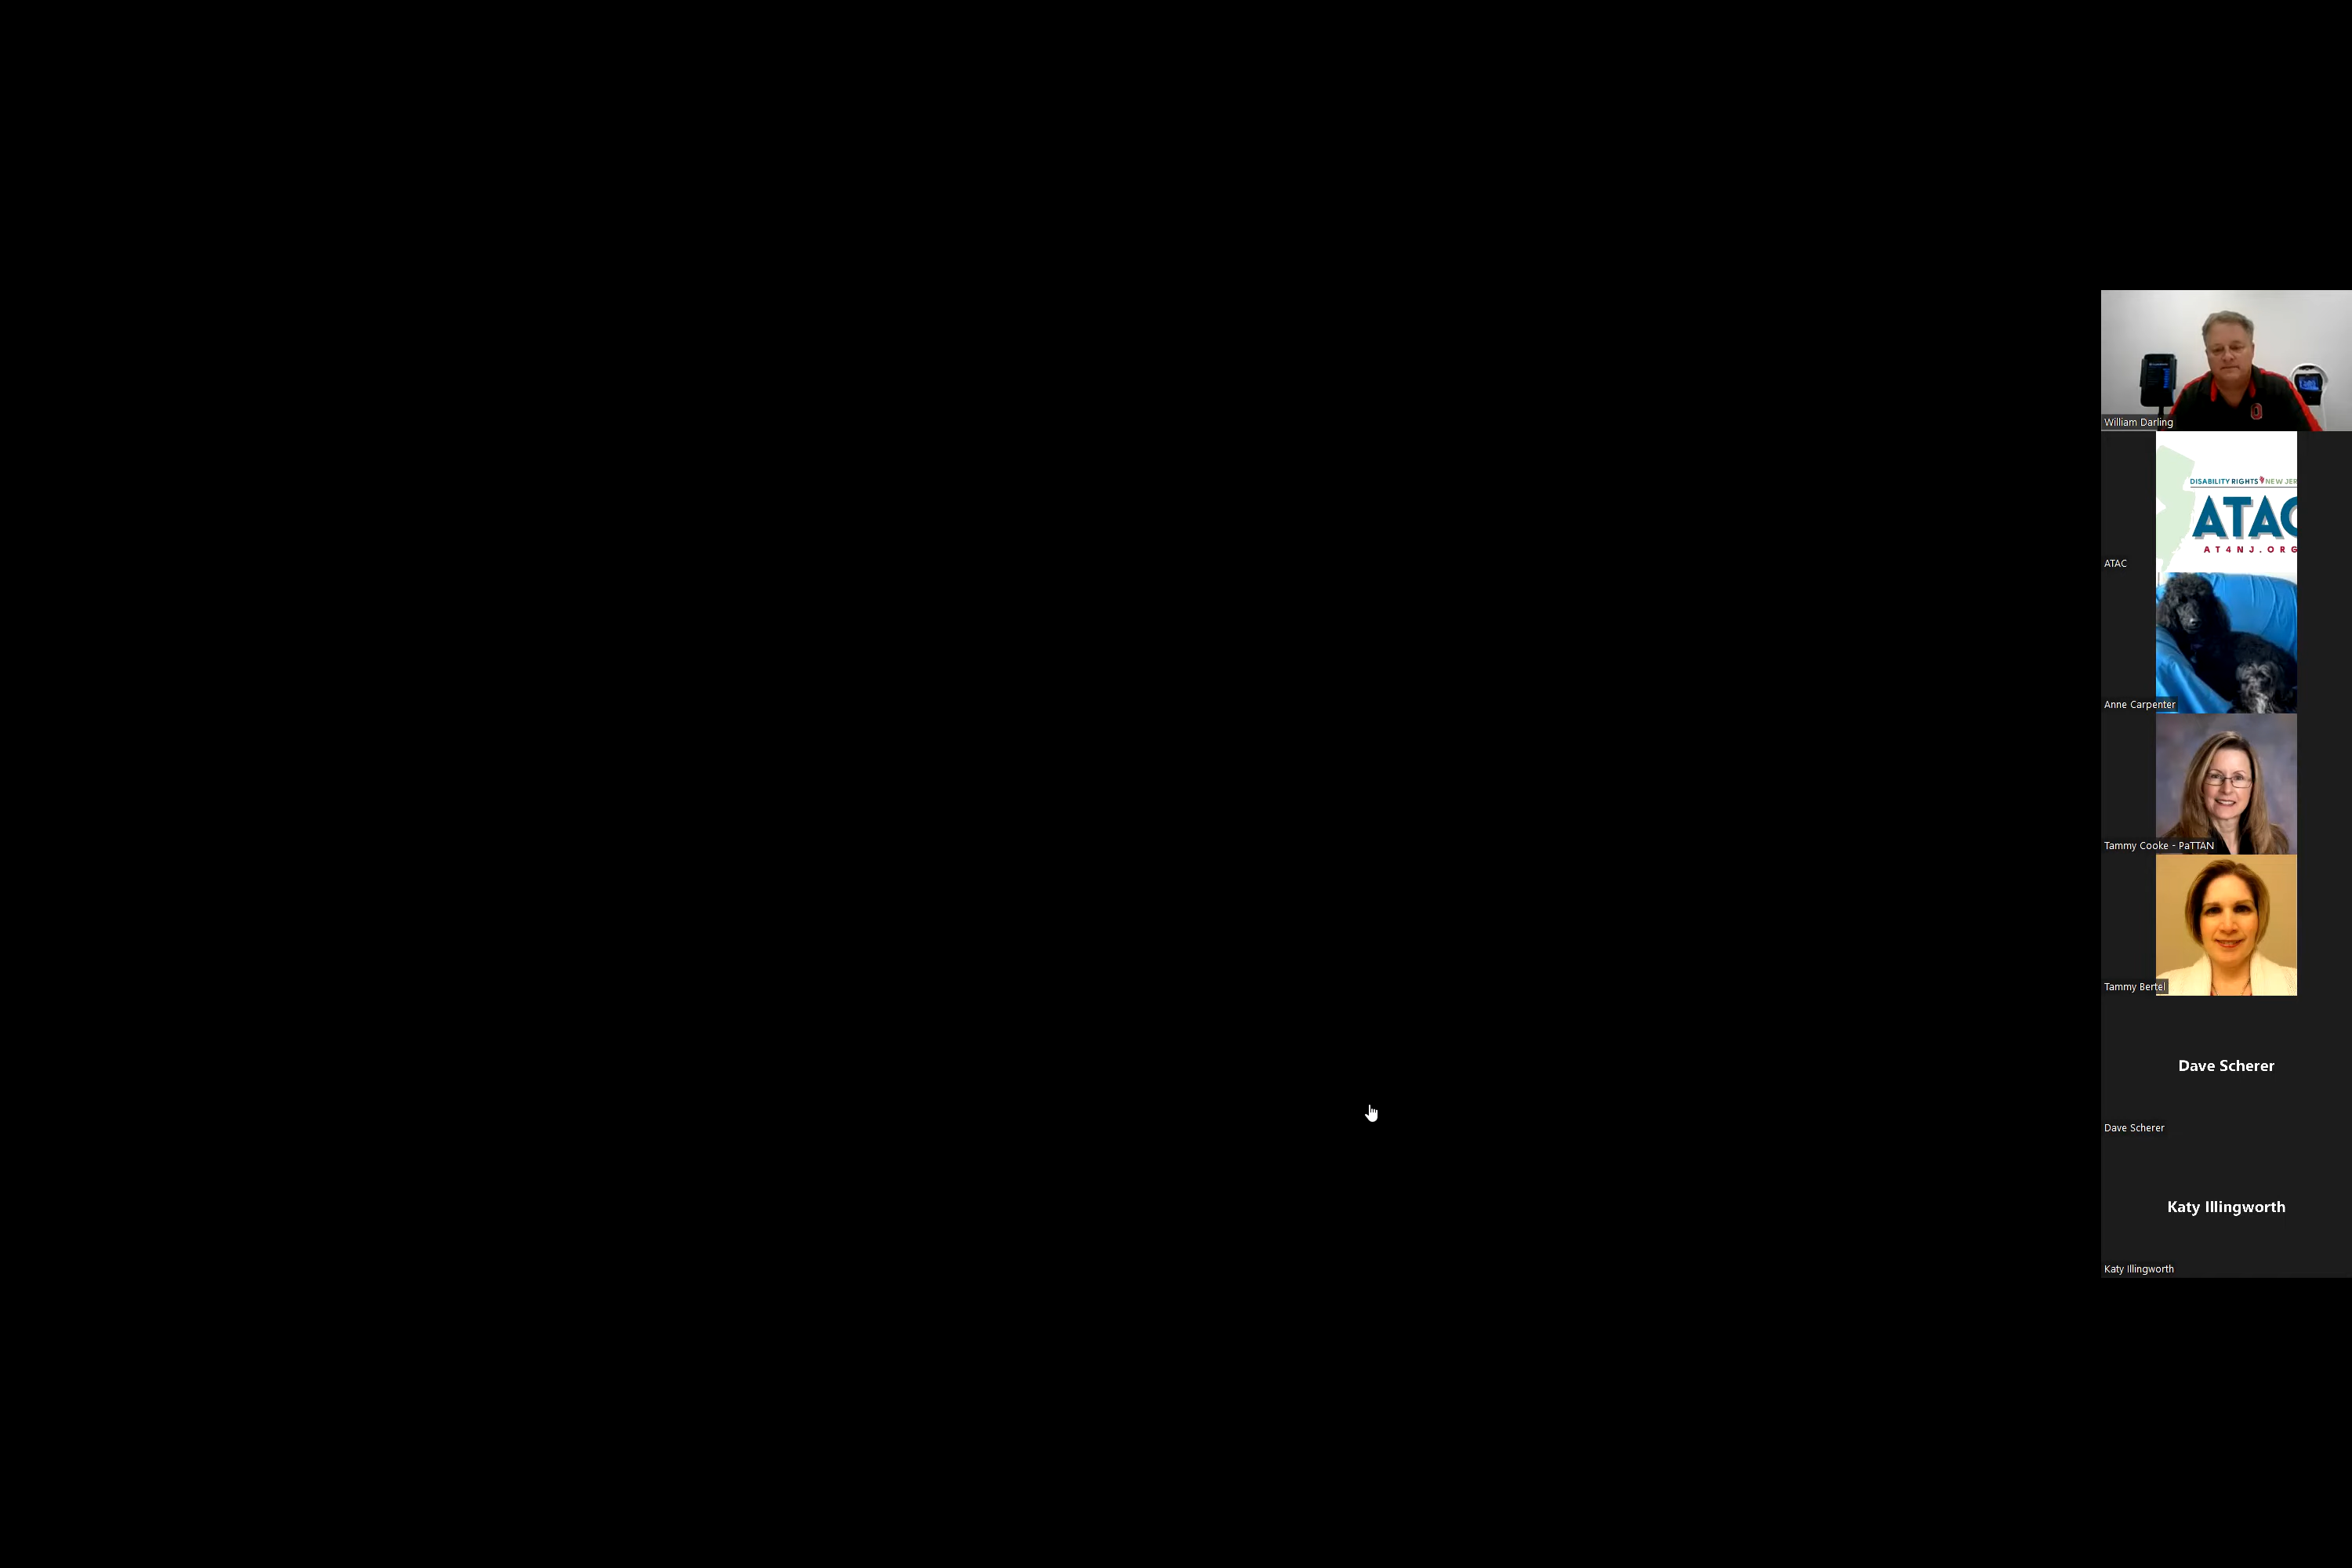 William Darling
DISABILITY RIGHTS NEW JER
ATAC
AT4NJ.ORG
ATAC
Anne Carpenter
Tammy Cooke - PaTTAN
Tammy Bertel
Dave Scherer
Dave Scherer
Katy Illingworth
Katy Illingworth